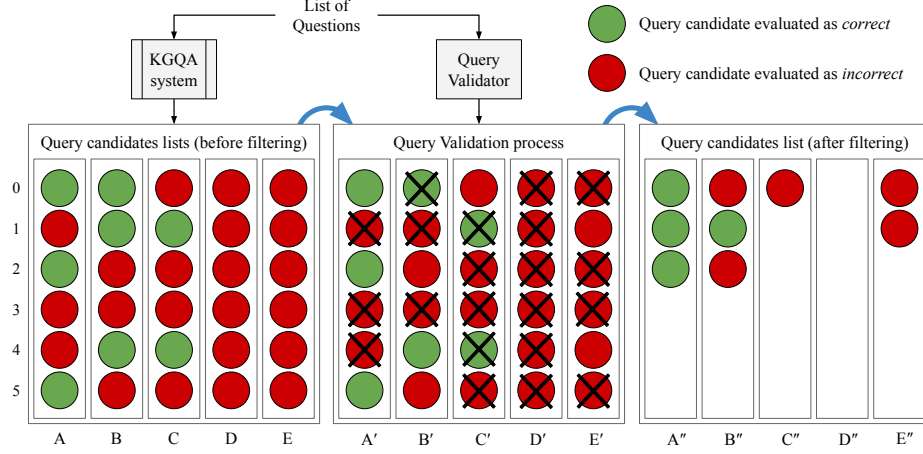 List of
Questions
KGQA
system
Query
Validator
Query candidate evaluated as correct
Query candidate evaluated as incorrect
Query candidates lists (before filtering)
Query Validation process
Query candidates list (after filtering)
0
1
2
3
4
5
A B C D E
A′ B′ C′ D′ E′
A″ B″ C″ D″ E″